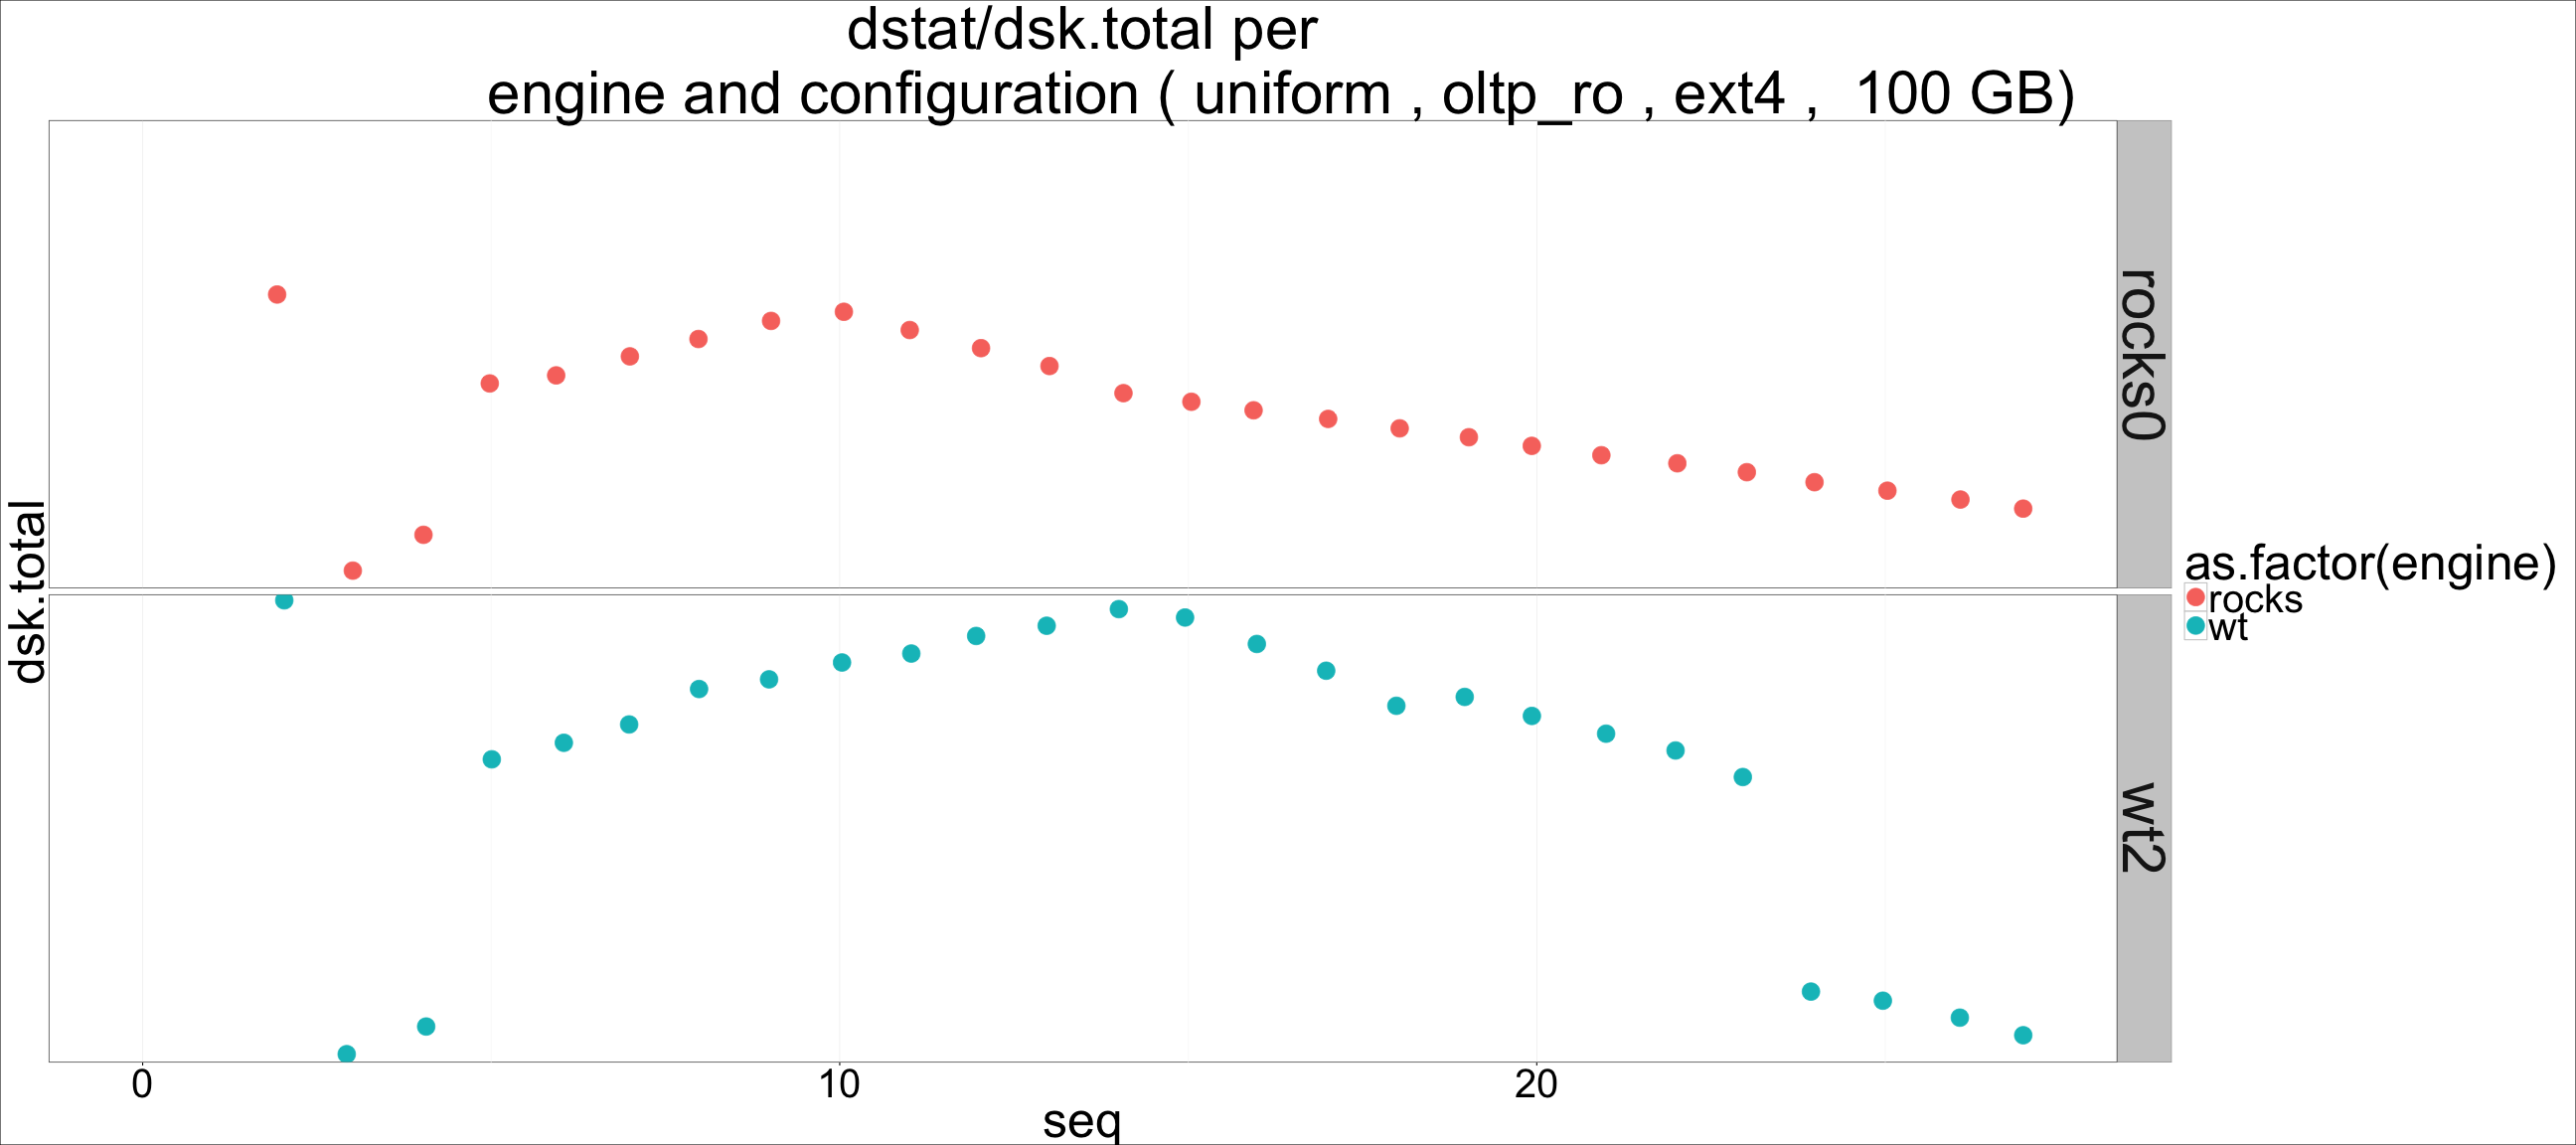 dstat/dsk.total per
engine and configuration ( uniform , oltp_ro , ext4 ,  100 GB)
dsk.total
rocks0
wt2
as.factor(engine)
rocks
wt
0 10 20
seq